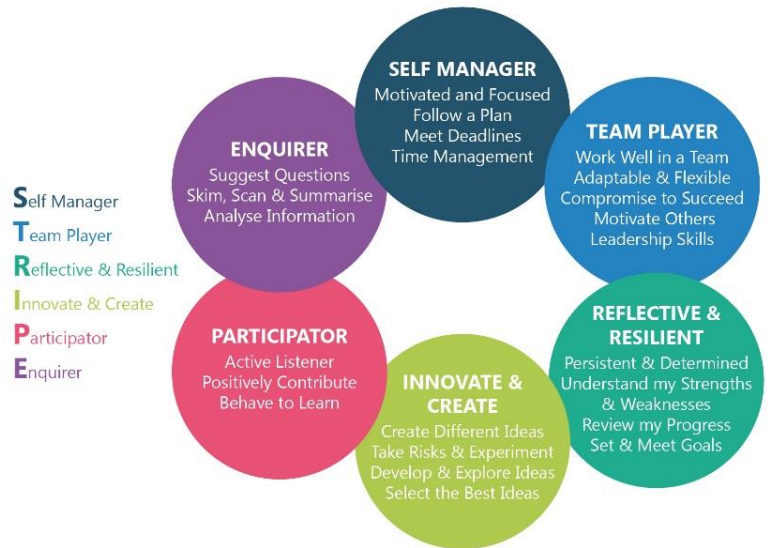 Self Manager
Team Player
Reflective & Resilient
Innovate & Create
Participator
Enquirer
SELF MANAGER
Motivated and Focused
Follow a Plan
Meet Deadlines
Time Management
TEAM PLAYER
Work Well in a Team
Adaptable & Flexible
Compromise to Succeed
Motivate Others
Leadership Skills
REFLECTIVE &
RESILIENT
Persistent & Determined
Understand my Strengths
& Weaknesses
Review my Progress
Set & Meet Goals
INNOVATE &
CREATE
Create Different Ideas
Take Risks & Experiment
Develop & Explore Ideas
Select the Best Ideas
PARTICIPATOR
Active Listener
Positively Contribute
Behave to Learn
ENQUIRER
Suggest Questions
Skim, Scan & Summarise
Analyse Information